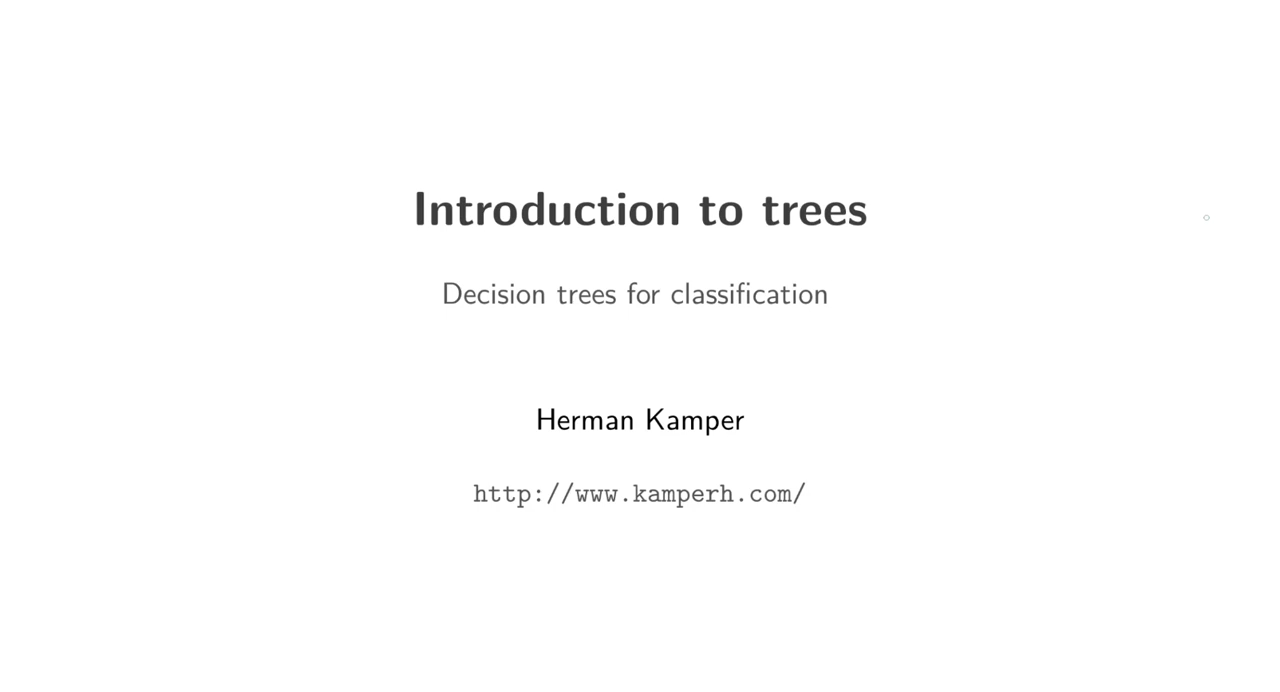 Introduction to trees
Decision trees for classification
Herman Kamper
http://www.kamperh.com/